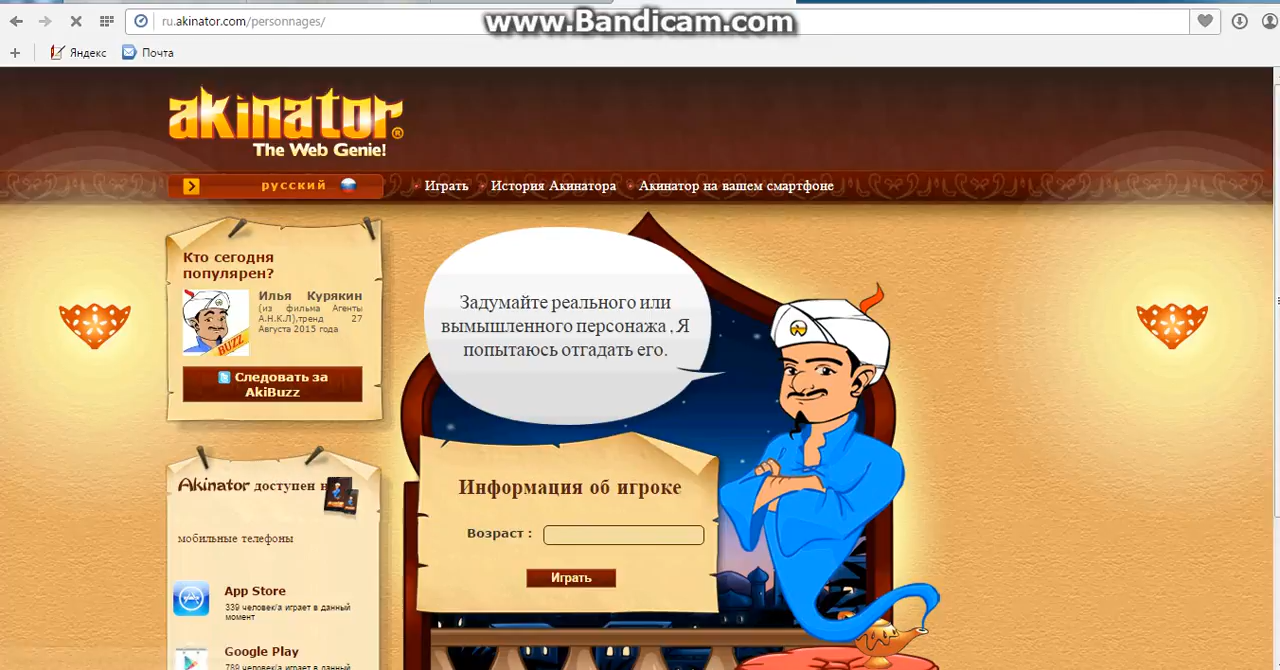 www.Bandicam.com
ru.akinator.com/personnages/
Яндекс
Почта
akinator®
The Web Genie!
русский
Играть
История Акинатора
Акинатор на вашем смартфоне
Кто сегодня
популярен?
Илья Курякин
(из фильма Агенты
А.Н.К.Л),тренд 27
Августа 2015 года
BUZZ
Следовать за
AkiBuzz
Задумайте реального или
вымышленного персонажа , Я
попытаюсь отгадать его.
Akinator доступен н
мобильные телефоны
App Store
339 человек/а играет в данный
момент
Google Play
789 человек/а играет в данный
Информация об игроке
Возраст :
Играть